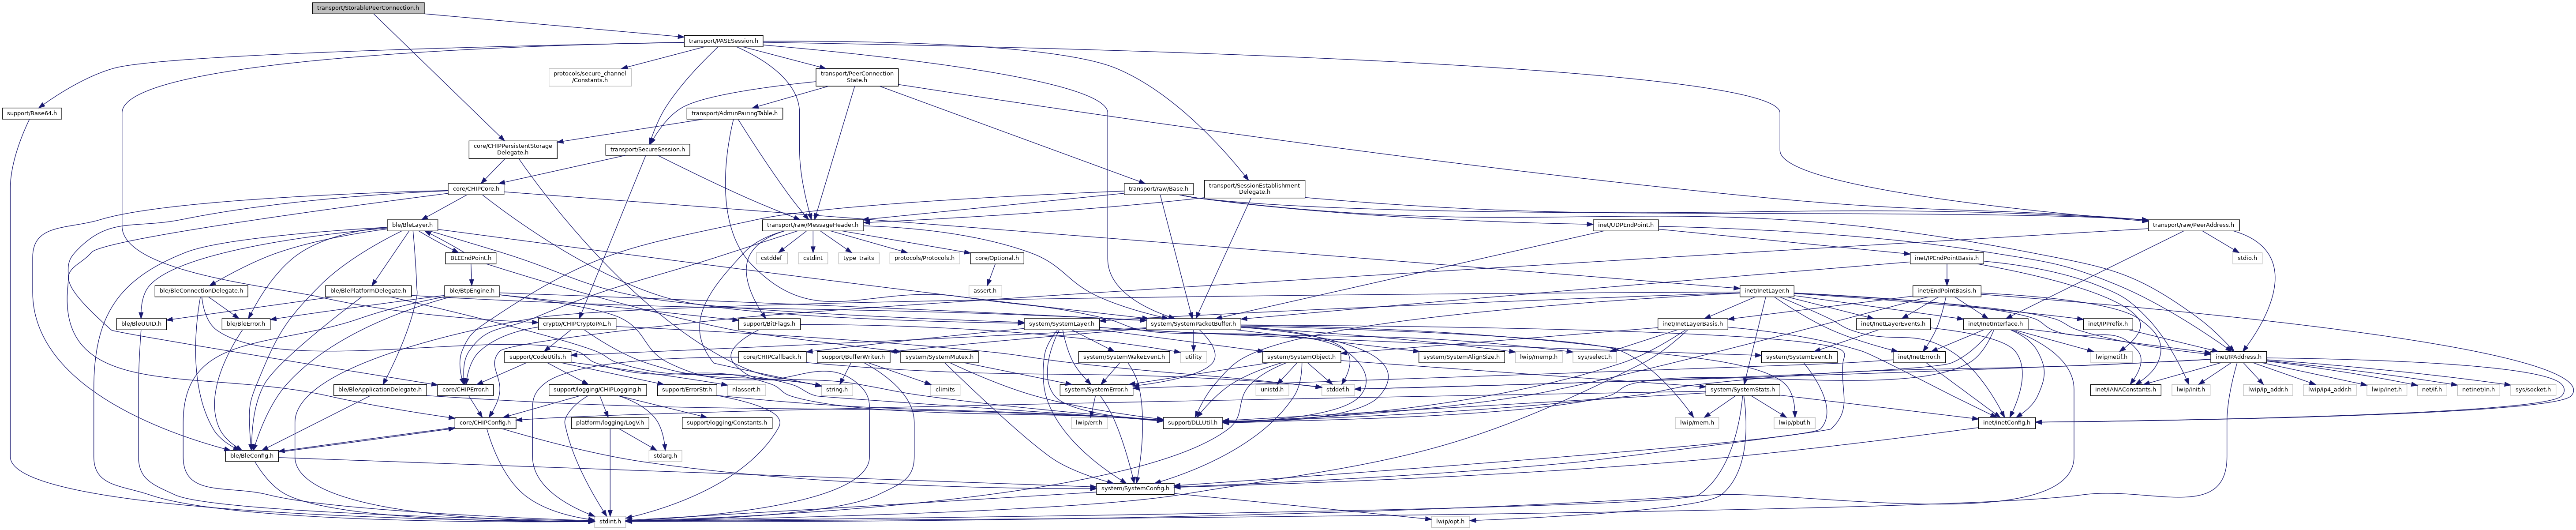 transport/StorablePeerConnection.h
transport/PASESession.h
protocols/secure_channel
/Constants.h
transport/PeerConnection
State.h
support/Base64.h
transport/AdminPairingTable.h
core/CHIPPersistentStorage
Delegate.h
transport/SecureSession.h
core/CHIPCore.h
transport/raw/Base.h
transport/SessionEstablishment
Delegate.h
ble/BleLayer.h
transport/raw/MessageHeader.h
inet/UDPEndPoint.h
transport/raw/PeerAddress.h
BLEEndPoint.h
cstddef
cstdint
type_traits
protocols/Protocols.h
core/Optional.h
inet/IPEndPointBasis.h
stdio.h
ble/BleConnectionDelegate.h
ble/BlePlatformDelegate.h
ble/BtpEngine.h
assert.h
inet/InetLayer.h
inet/EndPointBasis.h
ble/BleUUID.h
ble/BleError.h
crypto/CHIPCryptoPAL.h
support/BitFlags.h
system/SystemLayer.h
system/SystemPacketBuffer.h
inet/InetLayerBasis.h
inet/InetLayerEvents.h
inet/InetInterface.h
inet/IPPrefix.h
support/CodeUtils.h
core/CHIPCallback.h
support/BufferWriter.h
system/SystemMutex.h
system/SystemWakeEvent.h
utility
system/SystemObject.h
system/SystemAlignSize.h
lwip/memp.h
sys/select.h
system/SystemEvent.h
inet/InetError.h
lwip/netif.h
inet/IPAddress.h
ble/BleApplicationDelegate.h
core/CHIPError.h
support/logging/CHIPLogging.h
support/ErrorStr.h
nlassert.h
string.h
climits
system/SystemError.h
unistd.h
stddef.h
system/SystemStats.h
inet/IANAConstants.h
lwip/init.h
lwip/ip_addr.h
lwip/ip4_addr.h
lwip/inet.h
net/if.h
netinet/in.h
sys/socket.h
core/CHIPConfig.h
platform/logging/LogV.h
support/logging/Constants.h
lwip/err.h
support/DLLUtil.h
lwip/mem.h
lwip/pbuf.h
inet/InetConfig.h
ble/BleConfig.h
stdarg.h
system/SystemConfig.h
stdint.h
lwip/opt.h